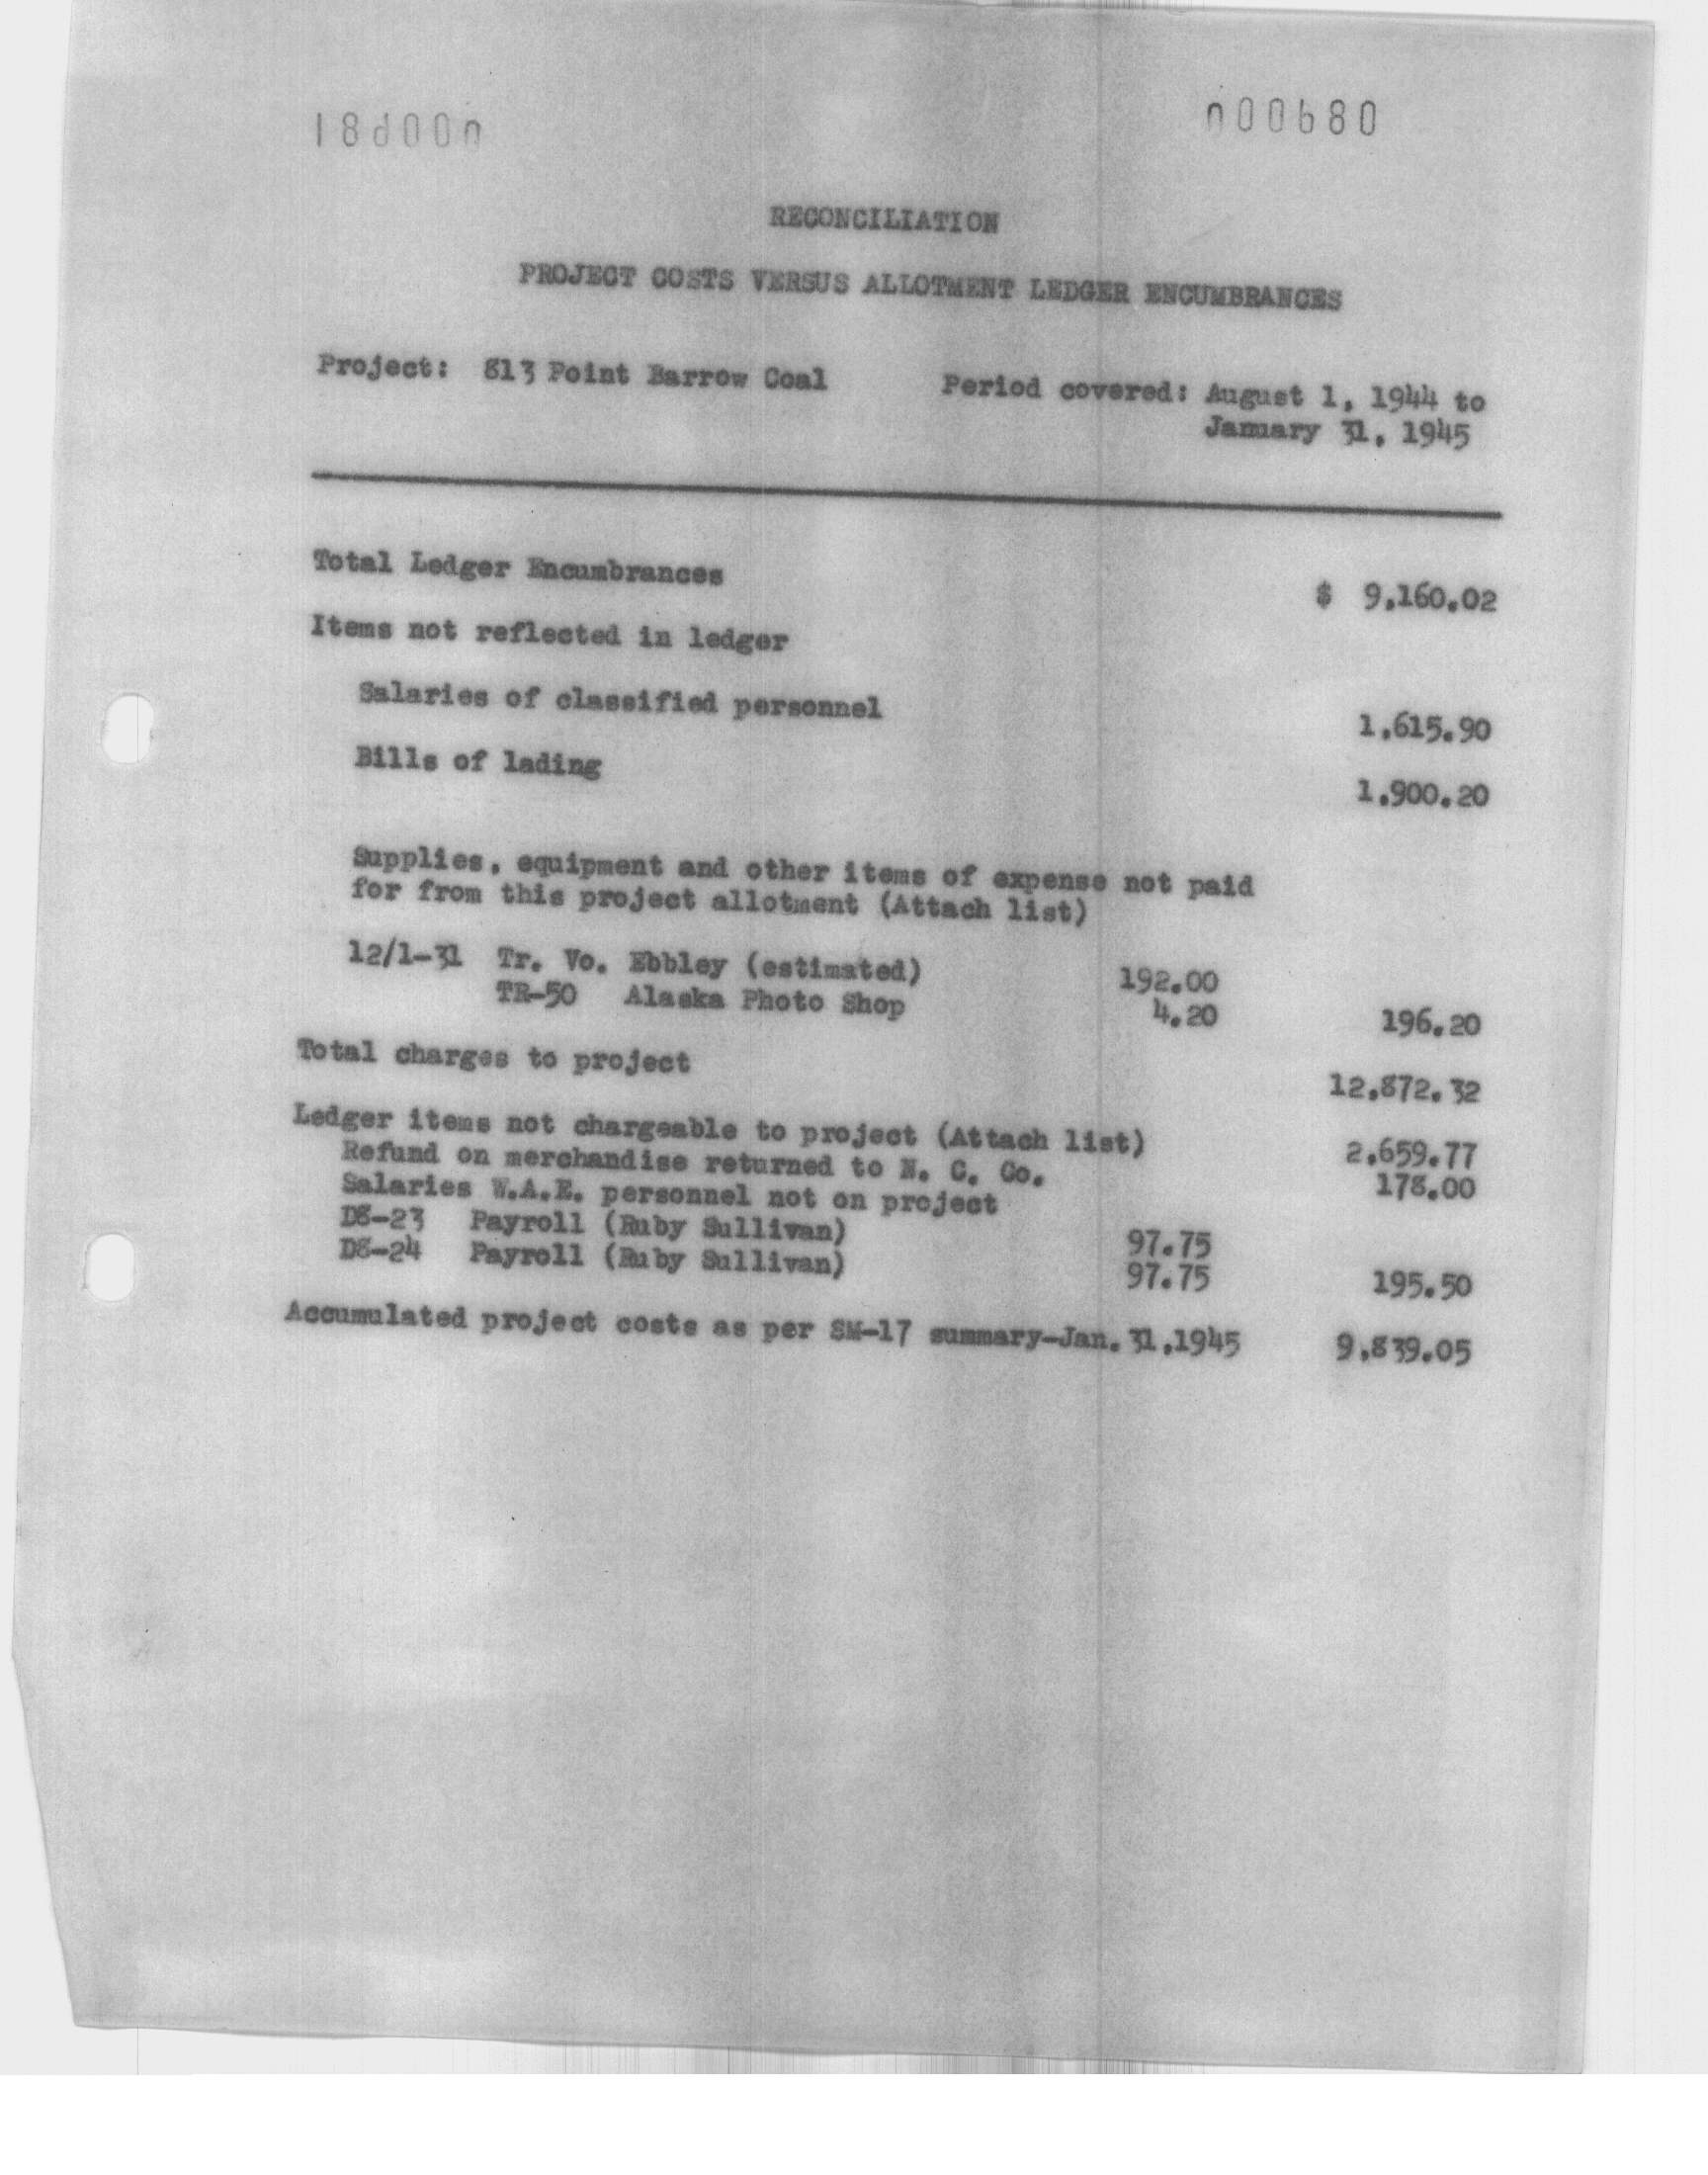 18d000
000680
RECONCILIATION
PROJECT COSTS VERSUS ALLOTMENT LEDGER ENCUMBRANCES
Project: 813 Point Barrow Coal Period covered: August 1, 1944 to
January 31, 1945
Total Ledger Encumbrances $ 9,160.02
Items not reflected in ledger
Salaries of classified personnel 1,615.90
Bills of lading 1,900.20
Supplies, equipment and other items of expense not paid
for from this project allotment (Attach list)
12/1-31 Tr. Vo. Ebbley (estimated) 192.00
TR-50 Alaska Photo Shop 4.20 196.20
Total charges to project 12,872.32
Ledger items not chargeable to project (Attach list) 2,659.77
Refund on merchandise returned to N. C. Co. 178.00
Salaries W.A.E. personnel not on project
D8-23 Payroll (Ruby Sullivan) 97.75
D8-24 Payroll (Ruby Sullivan) 97.75 195.50
Accumulated project costs as per SM-17 summary-Jan. 31,1945 9,839.05